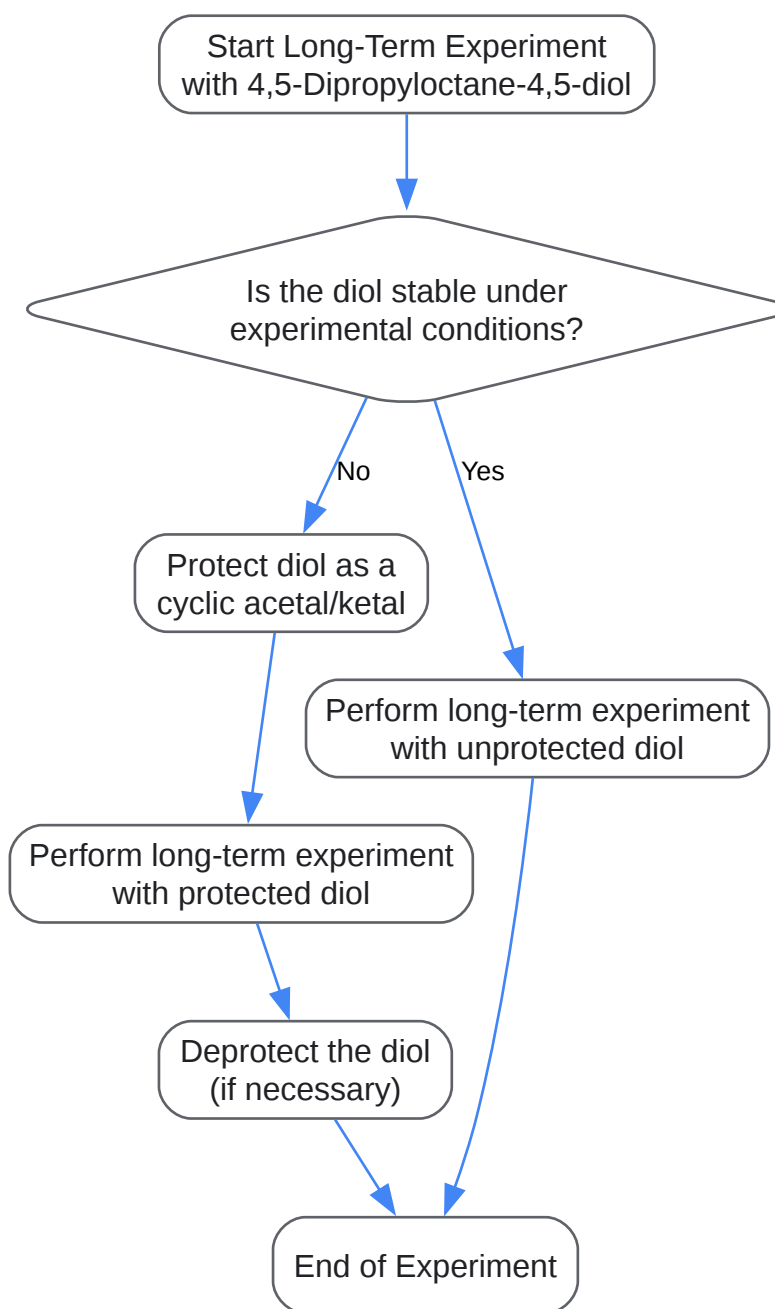 Start Long-Term Experiment
with 4,5-Dipropyloctane-4,5-diol
Is the diol stable under
experimental conditions?
No
Yes
Protect diol as a
cyclic acetal/ketal
Perform long-term experiment
with unprotected diol
Perform long-term experiment
with protected diol
Deprotect the diol
(if necessary)
End of Experiment